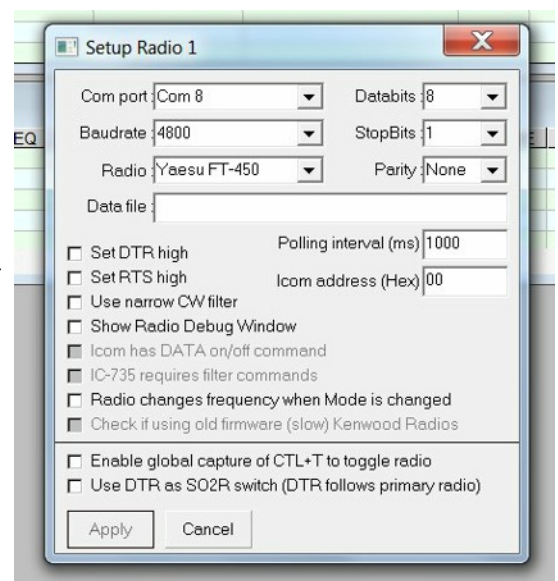 Setup Radio 1
X
Com port : Com 8 Databits : 8
Baudrate : 4800 StopBits : 1
Radio : Yaesu FT-450 Parity : None
Data file :
Set DTR high Polling interval (ms) 1000
Set RTS high Icom address (Hex) 00
Use narrow CW filter
Show Radio Debug Window
Icom has DATA on/off command
IC-735 requires filter commands
Radio changes frequency when Mode is changed
Check if using old firmware (slow) Kenwood Radios
Enable global capture of CTL+T to toggle radio
Use DTR as SO2R switch (DTR follows primary radio)
Apply Cancel
EQ